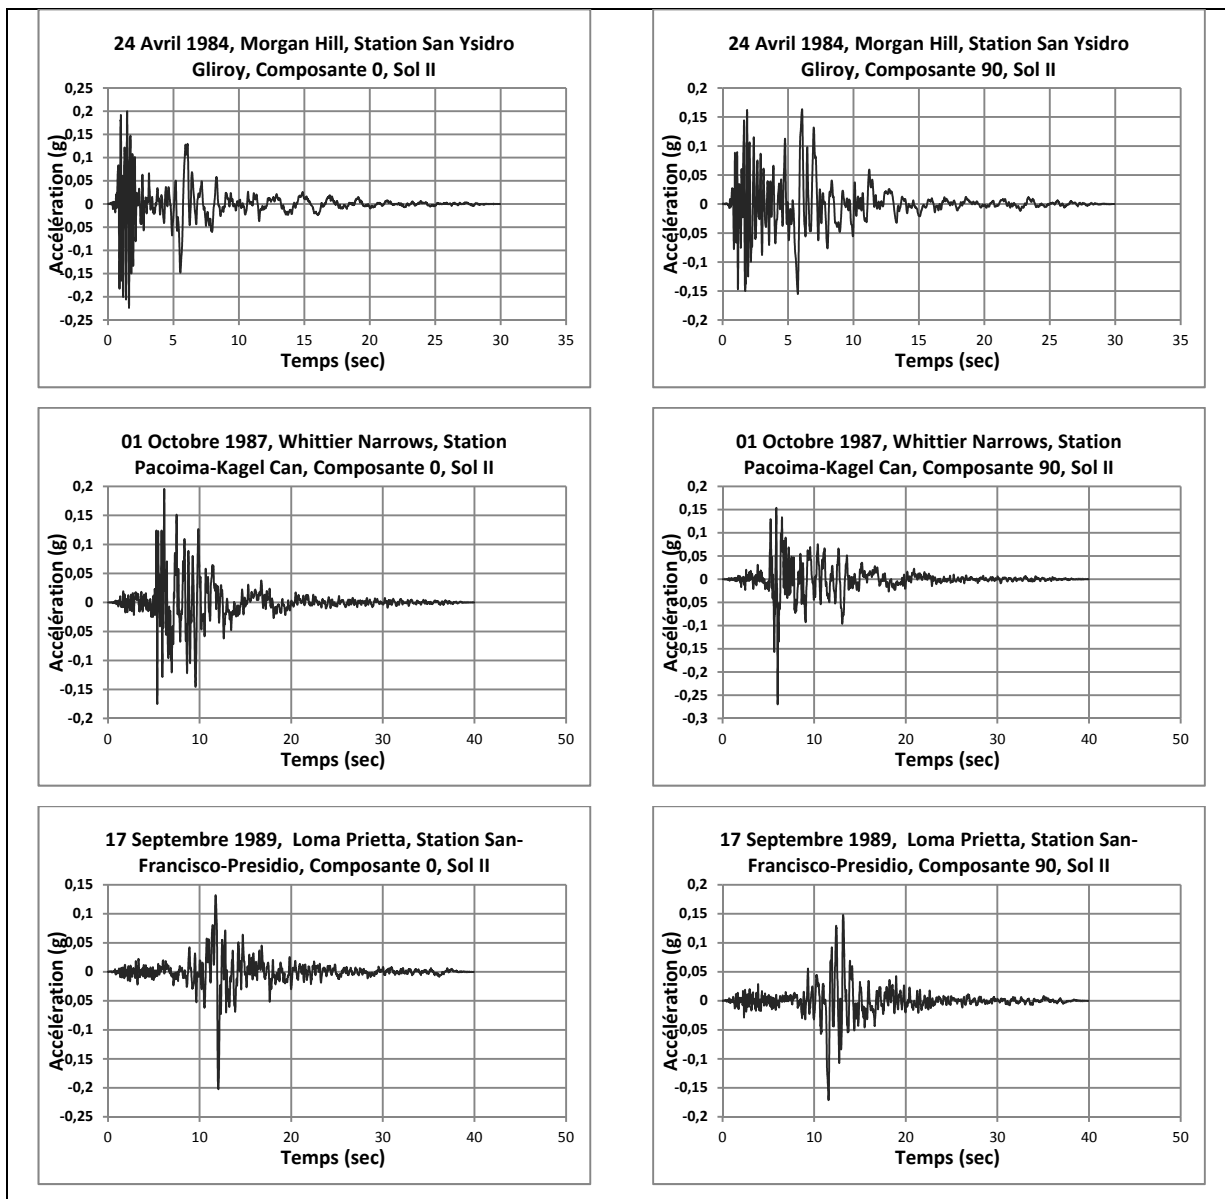 24 Avril 1984, Morgan Hill, Station San Ysidro
Gliroy, Composante 0, Sol II
0,25
0,2
0,15
0,1
0,05
0
-0,05
-0,1
-0,15
-0,2
-0,25
Accélération (g)
0 5 10 15 20 25 30 35
Temps (sec)
24 Avril 1984, Morgan Hill, Station San Ysidro
Gliroy, Composante 90, Sol II
0,2
0,15
0,1
0,05
0
-0,05
-0,1
-0,15
-0,2
Accélération (g)
0 5 10 15 20 25 30 35
Temps (sec)
01 Octobre 1987, Whittier Narrows, Station
Pacoima-Kagel Can, Composante 0, Sol II
0,2
0,15
0,1
0,05
0
-0,05
-0,1
-0,15
-0,2
Accélération (g)
0 10 20 30 40 50
Temps (sec)
01 Octobre 1987, Whittier Narrows, Station
Pacoima-Kagel Can, Composante 90, Sol II
0,2
0,15
0,1
0,05
0
-0,05
-0,1
-0,15
-0,2
-0,25
-0,3
Accélération (g)
0 10 20 30 40 50
Temps (sec)
17 Septembre 1989, Loma Prietta, Station San-
Francisco-Presidio, Composante 0, Sol II
0,15
0,1
0,05
0
-0,05
-0,1
-0,15
-0,2
-0,25
Accélération (g)
0 10 20 30 40 50
Temps (sec)
17 Septembre 1989, Loma Prietta, Station San-
Francisco-Presidio, Composante 90, Sol II
0,2
0,15
0,1
0,05
0
-0,05
-0,1
-0,15
-0,2
Accélération (g)
0 10 20 30 40 50
Temps (sec)